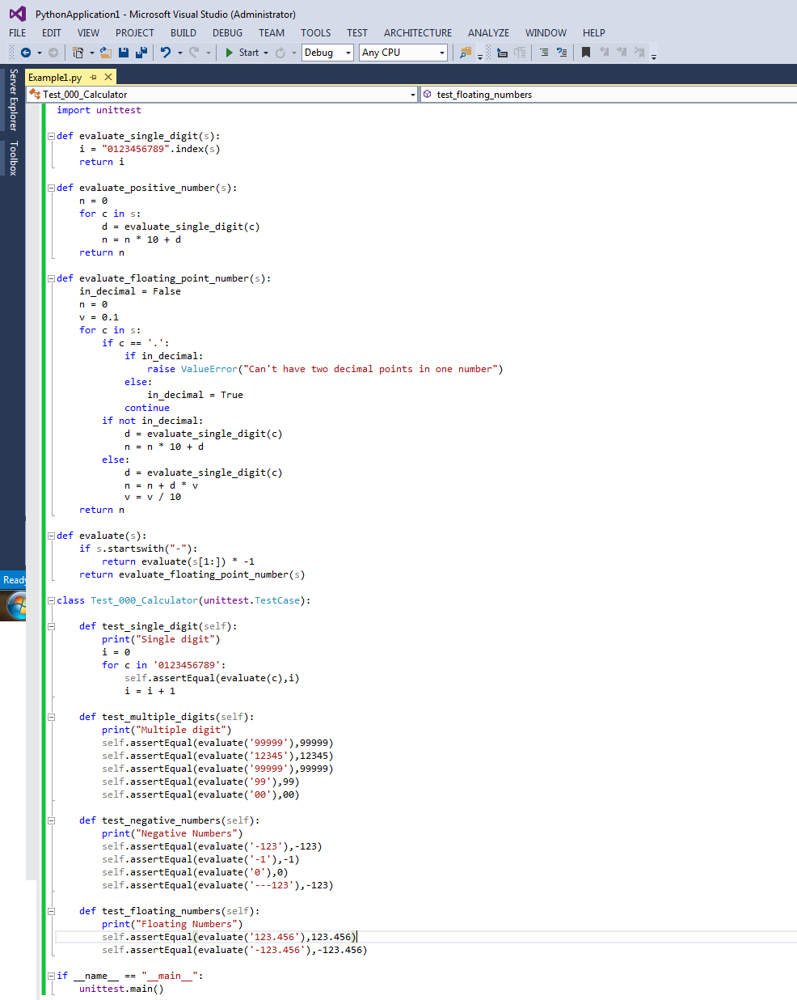 PythonApplication1 - Microsoft Visual Studio (Administrator)
FILE EDIT VIEW PROJECT BUILD DEBUG TEAM TOOLS TEST ARCHITECTURE ANALYZE WINDOW HELP
Start Debug Any CPU
Server Explorer
Toolbox
Example1.py
Test_000_Calculator test_floating_numbers
import unittest
def evaluate_single_digit(s):
    i = "0123456789".index(s)
    return i
def evaluate_positive_number(s):
    n = 0
    for c in s:
        d = evaluate_single_digit(c)
        n = n * 10 + d
    return n
def evaluate_floating_point_number(s):
    in_decimal = False
    n = 0
    v = 0.1
    for c in s:
        if c == '.':
            if in_decimal:
                raise ValueError("Can't have two decimal points in one number")
            else:
                in_decimal = True
            continue
        if not in_decimal:
            d = evaluate_single_digit(c)
            n = n * 10 + d
        else:
            d = evaluate_single_digit(c)
            n = n + d * v
            v = v / 10
    return n
def evaluate(s):
    if s.startswith("-"):
        return evaluate(s[1:]) * -1
    return evaluate_floating_point_number(s)
Ready
class Test_000_Calculator(unittest.TestCase):
    def test_single_digit(self):
        print("Single digit")
        i = 0
        for c in '0123456789':
            self.assertEqual(evaluate(c),i)
            i = i + 1
    def test_multiple_digits(self):
        print("Multiple digit")
        self.assertEqual(evaluate('99999'),99999)
        self.assertEqual(evaluate('12345'),12345)
        self.assertEqual(evaluate('99999'),99999)
        self.assertEqual(evaluate('99'),99)
        self.assertEqual(evaluate('00'),00)
    def test_negative_numbers(self):
        print("Negative Numbers")
        self.assertEqual(evaluate('-123'),-123)
        self.assertEqual(evaluate('-1'),-1)
        self.assertEqual(evaluate('0'),0)
        self.assertEqual(evaluate('---123'),-123)
    def test_floating_numbers(self):
        print("Floating Numbers")
        self.assertEqual(evaluate('123.456'),123.456)
        self.assertEqual(evaluate('-123.456'),-123.456)
if __name__ == "__main__":
    unittest.main()